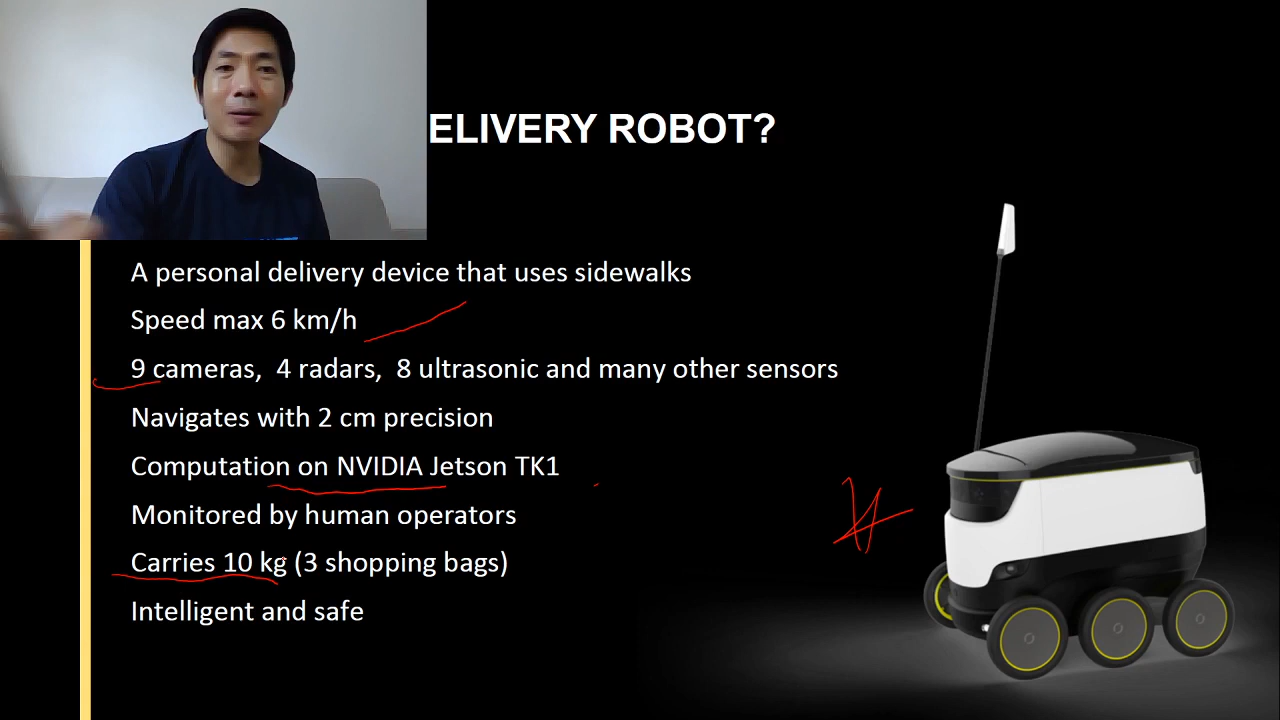 ELIVERY ROBOT?
A personal delivery device that uses sidewalks
Speed max 6 km/h
9 cameras, 4 radars, 8 ultrasonic and many other sensors
Navigates with 2 cm precision
Computation on NVIDIA Jetson TK1
Monitored by human operators
Carries 10 kg (3 shopping bags)
Intelligent and safe